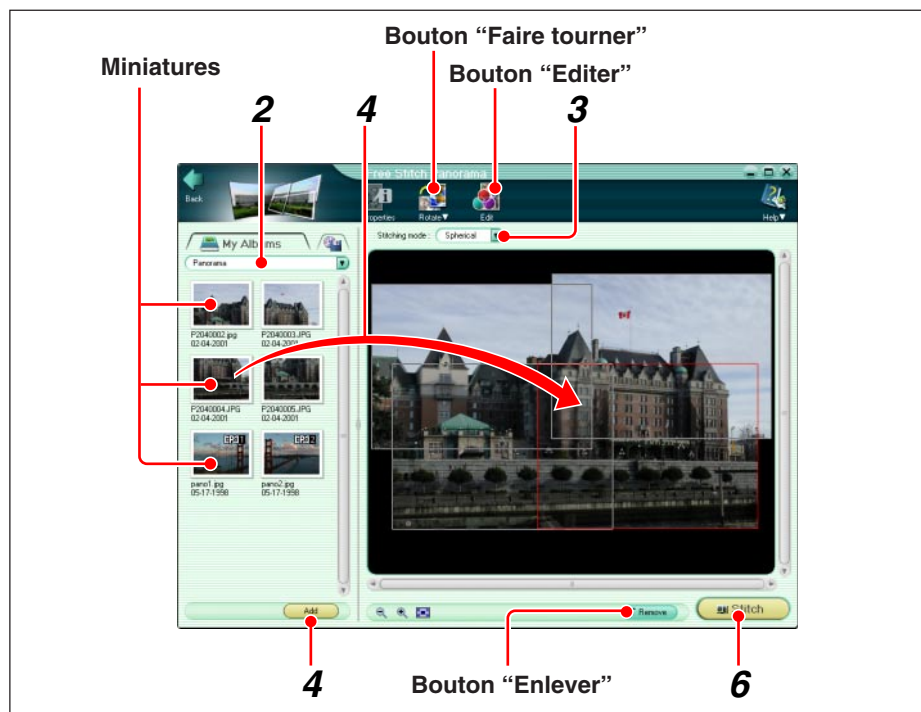 Bouton “Faire tourner”
Miniatures
Bouton “Editer”
2
4
3
Free Stitch Panorama
Back
Rotate
Edit
Help
Stitching mode : Spherical
My Albums
Panorama
P2040002.jpg
02-04-2001
P2040003.JPG
02-04-2001
P2040004.JPG
02-04-2001
P2040005.JPG
02-04-2001
pano1.jpg
05-17-1998
pano2.jpg
05-17-1998
Add
Remove
Stitch
4
Bouton “Enlever”
6